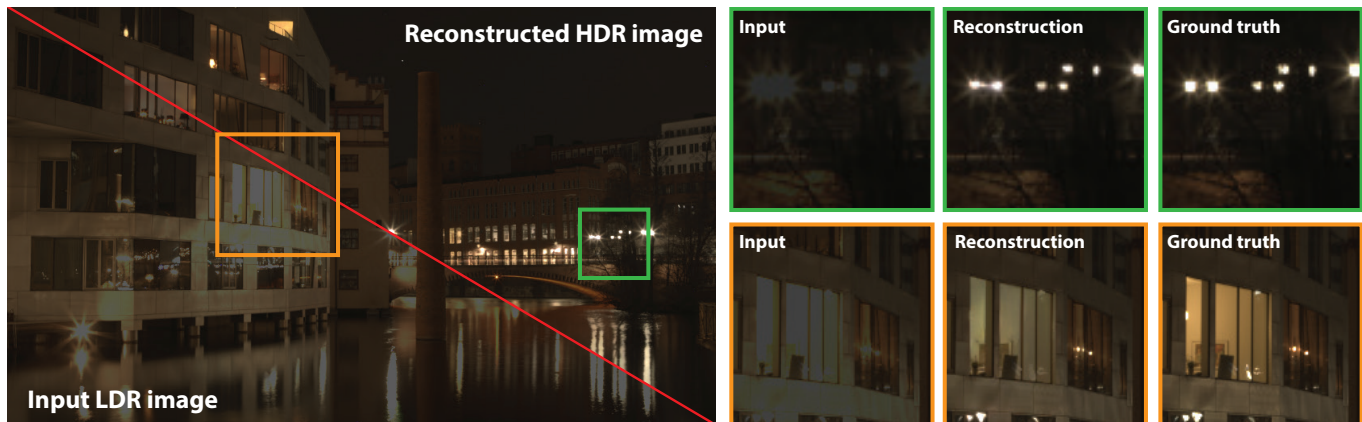 Reconstructed HDR image
Input LDR image
Input
Reconstruction
Ground truth
Input
Reconstruction
Ground truth